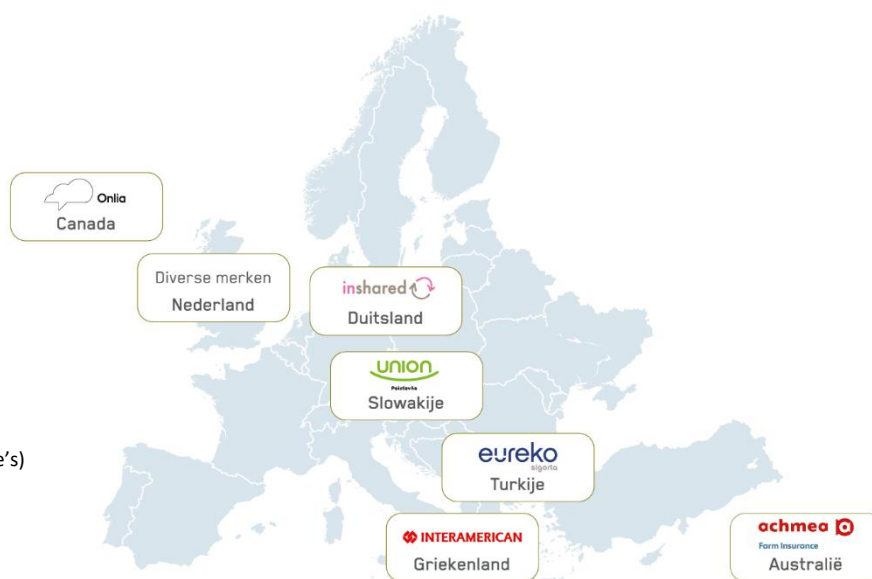 Onlia
Canada
Diverse merken
Nederland
inshared
Duitsland
union
Poisťovňa
Slowakije
e's)
eureko
sigorta
Turkije
INTERAMERICAN
Griekenland
achmea
Farm Insurance
Australië